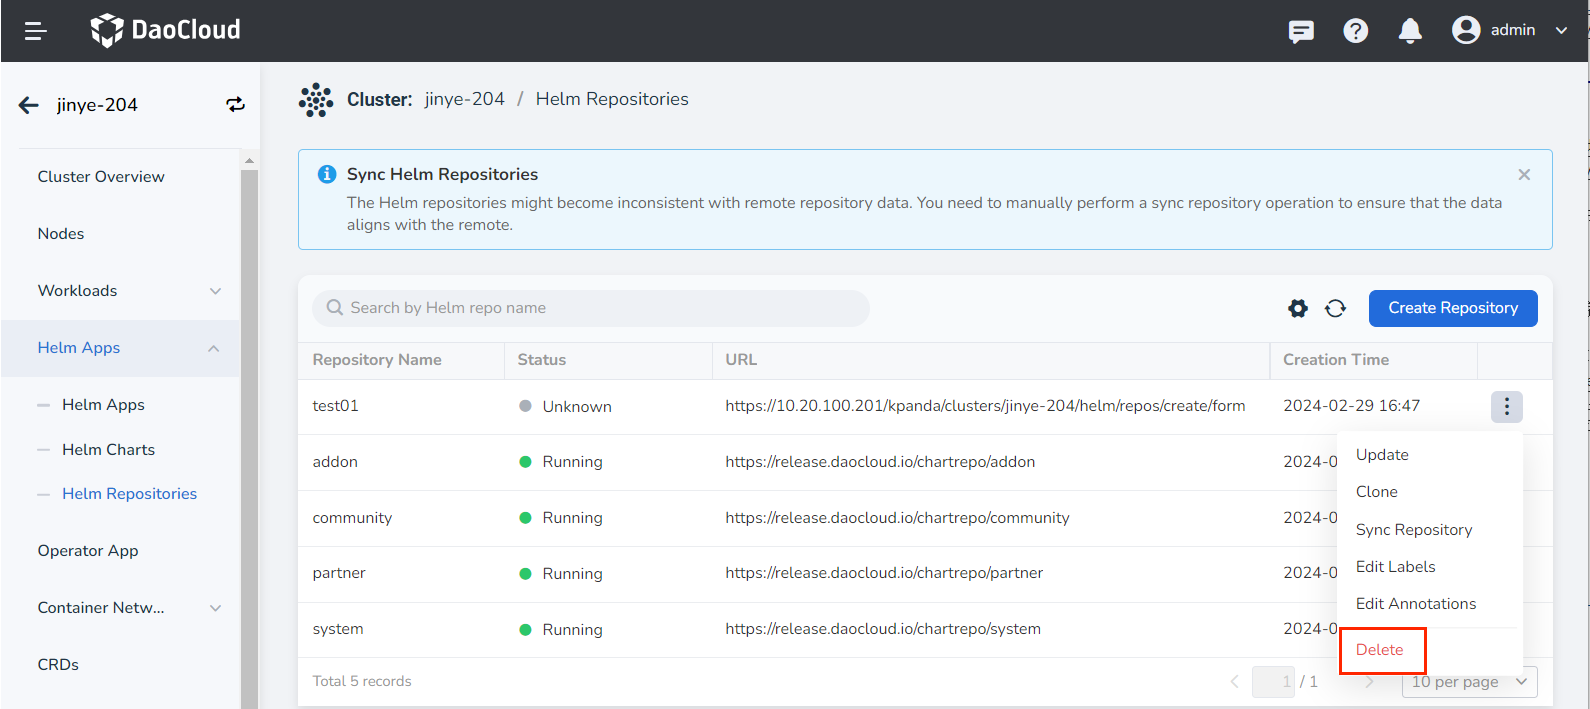 DaoCloud
admin
jinye-204
Cluster Overview
Nodes
Workloads
Helm Apps
Helm Apps
Helm Charts
Helm Repositories
Operator App
Container Netw...
CRDs
Cluster: jinye-204 / Helm Repositories
Sync Helm Repositories
The Helm repositories might become inconsistent with remote repository data. You need to manually perform a sync repository operation to ensure that the data
aligns with the remote.
Search by Helm repo name
Create Repository
Repository Name Status URL Creation Time
test01 Unknown https://10.20.100.201/kpanda/clusters/jinye-204/helm/repos/create/form 2024-02-29 16:47
addon Running https://release.daocloud.io/chartrepo/addon 2024-0
community Running https://release.daocloud.io/chartrepo/community 2024-0
partner Running https://release.daocloud.io/chartrepo/partner 2024-0
system Running https://release.daocloud.io/chartrepo/system 2024-0
Update
Clone
Sync Repository
Edit Labels
Edit Annotations
Delete
Total 5 records
1 / 1
10 per page